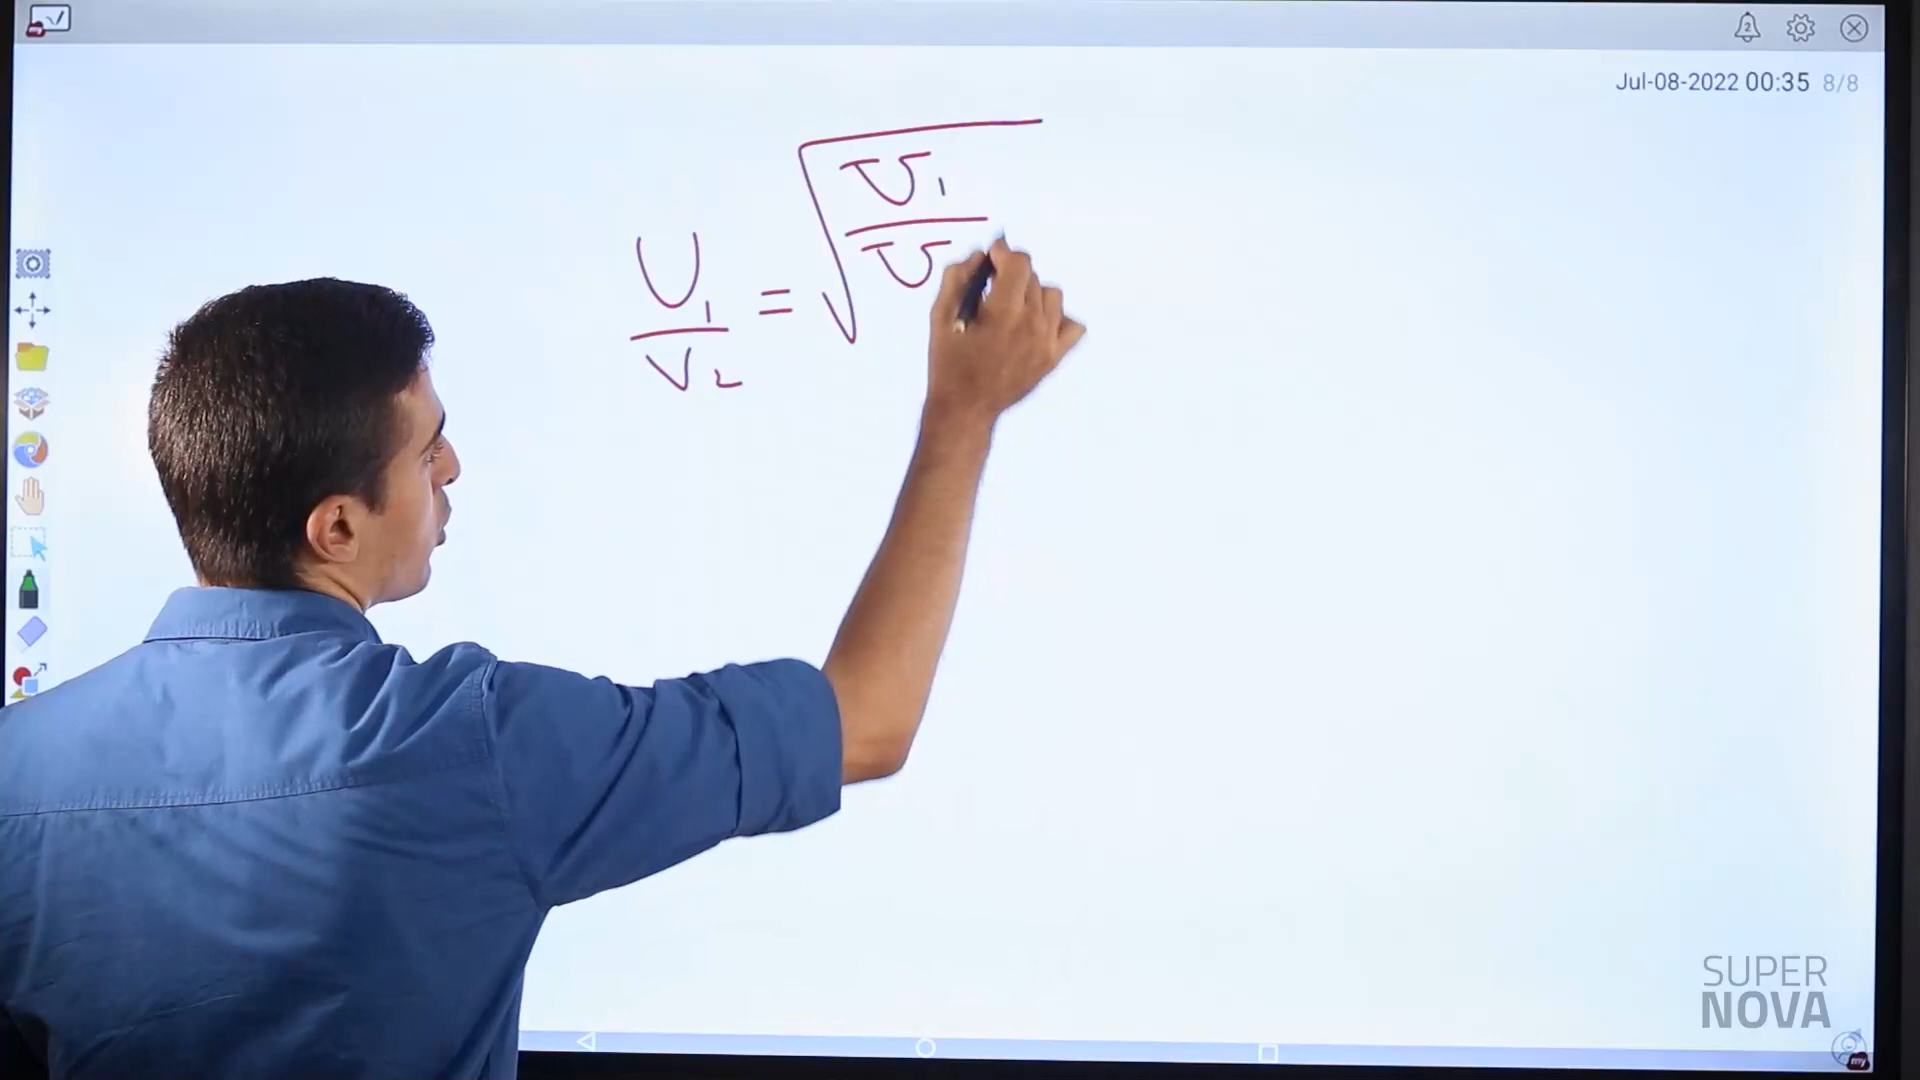 Jul-08-2022 00:35 8/8
U₁/V₂ = √(U₁/U
SUPER
NOVA